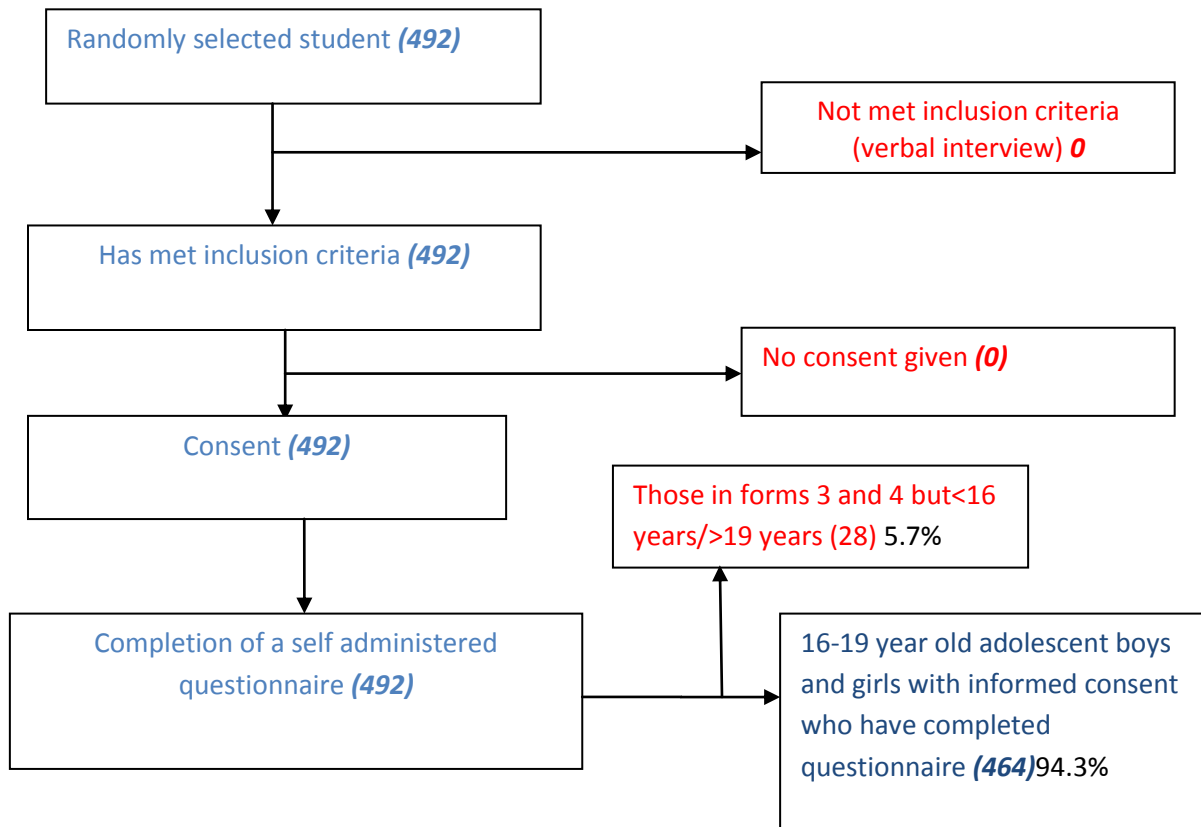 Randomly selected student (492)
Not met inclusion criteria
(verbal interview) 0
Has met inclusion criteria (492)
No consent given (0)
Consent (492)
Those in forms 3 and 4 but<16
years/>19 years (28) 5.7%
Completion of a self administered
questionnaire (492)
16-19 year old adolescent boys
and girls with informed consent
who have completed
questionnaire (464)94.3%